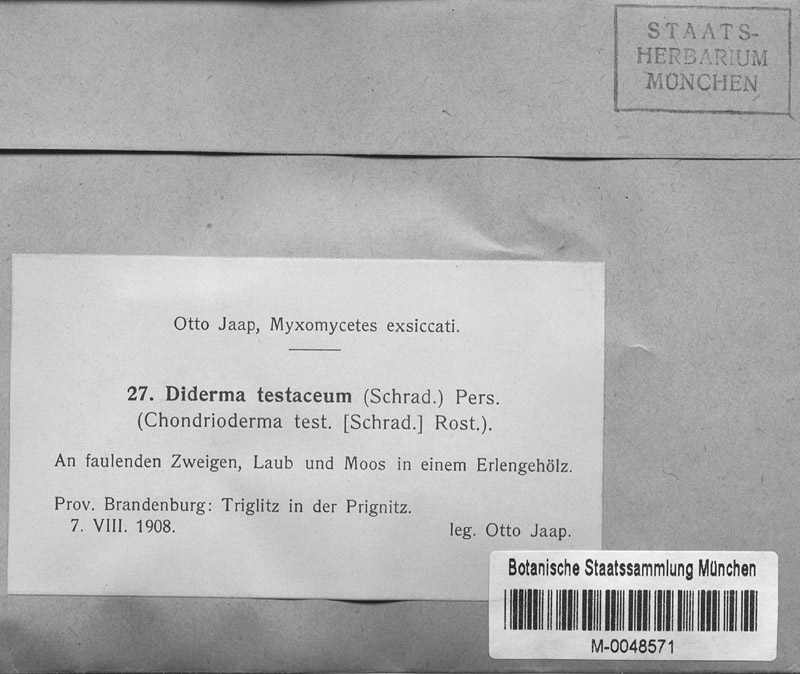 STAATS-
HERBARIUM
MÜNCHEN
Otto Jaap, Myxomycetes exsiccati.
27. Diderma testaceum (Schrad.) Pers.
(Chondrioderma test. [Schrad.] Rost.).
An faulenden Zweigen, Laub und Moos in einem Erlengehölz.
Prov. Brandenburg: Triglitz in der Prignitz.
7. VIII. 1908. leg. Otto Jaap.
Botanische Staatssammlung München
M-0048571